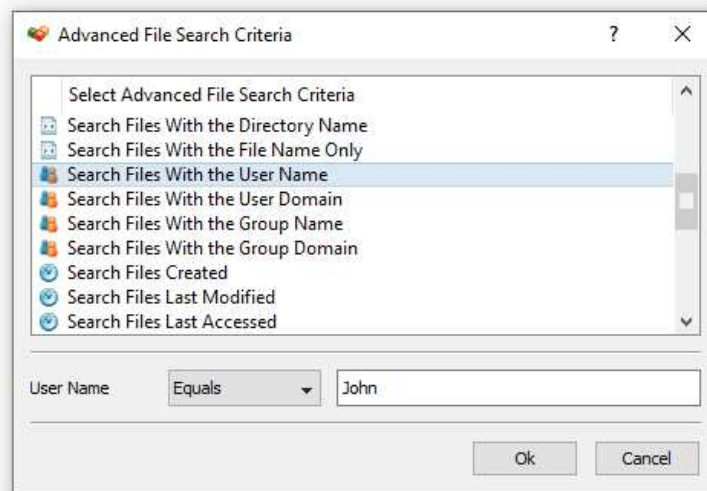 Advanced File Search Criteria ?
Select Advanced File Search Criteria
Search Files With the Directory Name
Search Files With the File Name Only
Search Files With the User Name
Search Files With the User Domain
Search Files With the Group Name
Search Files With the Group Domain
Search Files Created
Search Files Last Modified
Search Files Last Accessed
User Name Equals John
Ok Cancel